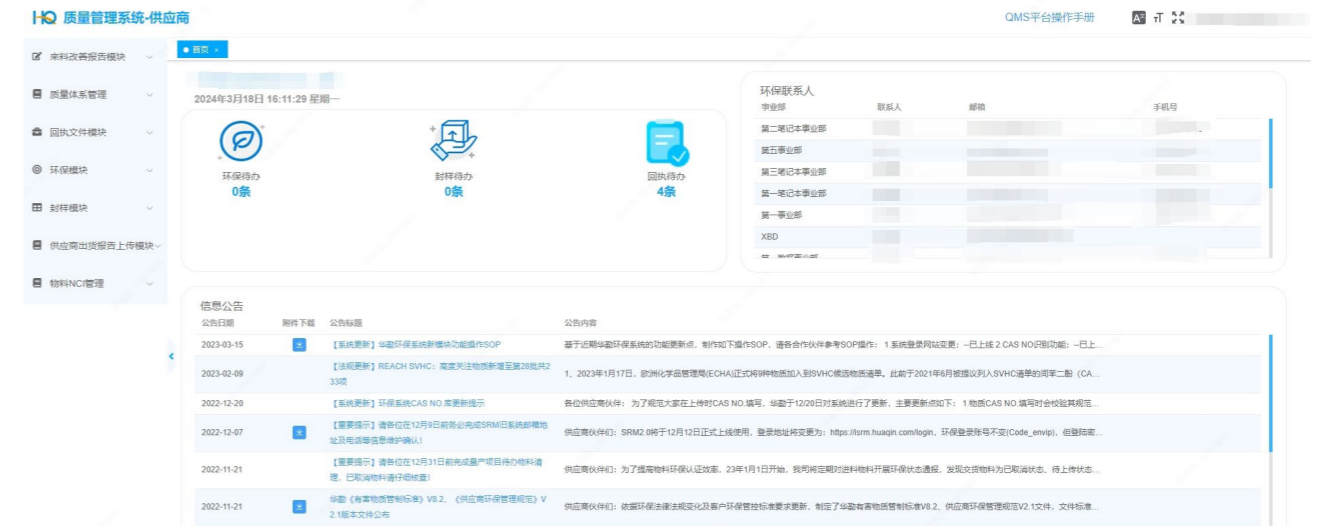 HQ 质量管理系统-供应商
QMS平台操作手册
来料改善报告模块
质量体系管理
回执文件模块
环保模块
封样模块
供应商出货报告上传模块
物料NCI管理
首页 ×
2024年3月18日 16:11:29 星期一
环保待办
0条
封样待办
0条
回执待办
4条
环保联系人
事业部 联系人 邮箱 手机号
第二笔记本事业部
第五事业部
第三笔记本事业部
第一笔记本事业部
第一事业部
XBD
信息公告
公告日期 附件下载 公告标题 公告内容
2023-03-15 【系统更新】华勤环保系统新模块功能操作SOP 基于近期华勤环保系统的功能更新点，制作如下操作SOP，请各合作伙伴参考SOP操作： 1.系统登录网站变更；--已上线 2.CAS NO识别功能；--已上...
2023-02-09 【法规更新】REACH SVHC：高度关注物质新增至第28批共2
33项
1、2023年1月17日，欧洲化学品管理局(ECHA)正式将9种物质加入到SVHC候选物质清单。此前于2021年6月被提议列入SVHC清单的间苯二酚（CA...
2022-12-20 【系统更新】环保系统CAS NO.库更新提示 各位供应商伙伴： 为了规范大家在上传时CAS NO.填写，华勤于12/20日对系统进行了更新，主要更新点如下： 1.物质CAS NO.填写时会校验其规范...
2022-12-07 【重要提示】请各位在12月9日前务必完成SRM旧系统邮箱地
址及电话等信息维护确认！
供应商伙伴们：SRM2.0将于12月12日正式上线使用，登录地址将变更为：https://isrm.huaqin.com/login，环保登录账号不变(Code_envip)，但登陆密...
2022-11-21 【重要提示】请各位在12月31日前完成量产项目待办物料清
理，已取消物料请仔细核查！
供应商伙伴们：为了提高物料环保认证效率，23年1月1日开始，我司将定期对进料物料开展环保状态通报，发现交货物料为已取消状态、待上传状态...
2022-11-21 华勤《有害物质管制标准》V8.2、《供应商环保管理规范》V
2.1版本文件公布
供应商伙伴们：依据环保法律法规变化及客户环保管控标准要求更新，制定了华勤有害物质管制标准V8.2，供应商环保管理规范V2.1文件，文件标准...